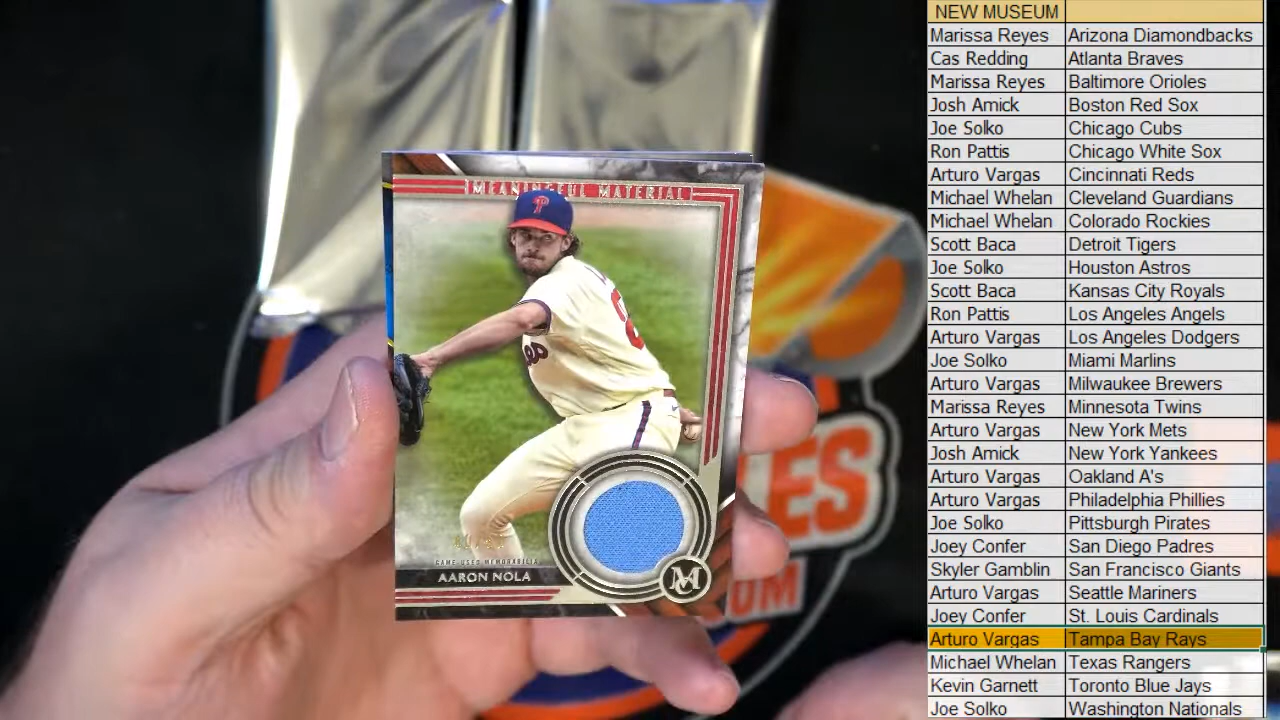 NEW MUSEUM
Marissa Reyes Arizona Diamondbacks
Cas Redding Atlanta Braves
Marissa Reyes Baltimore Orioles
Josh Amick Boston Red Sox
Joe Solko Chicago Cubs
Ron Pattis Chicago White Sox
Arturo Vargas Cincinnati Reds
Michael Whelan Cleveland Guardians
Michael Whelan Colorado Rockies
Scott Baca Detroit Tigers
Joe Solko Houston Astros
Scott Baca Kansas City Royals
Ron Pattis Los Angeles Angels
Arturo Vargas Los Angeles Dodgers
Joe Solko Miami Marlins
Arturo Vargas Milwaukee Brewers
Marissa Reyes Minnesota Twins
Arturo Vargas New York Mets
Josh Amick New York Yankees
Arturo Vargas Oakland A's
Arturo Vargas Philadelphia Phillies
Joe Solko Pittsburgh Pirates
Joey Confer San Diego Padres
Skyler Gamblin San Francisco Giants
Arturo Vargas Seattle Mariners
Joey Confer St. Louis Cardinals
Arturo Vargas Tampa Bay Rays
Michael Whelan Texas Rangers
Kevin Garnett Toronto Blue Jays
Joe Solko Washington Nationals
MEANINGFUL MATERIAL
P
GAME-USED MEMORABILIA
AARON NOLA
M
LES
UM